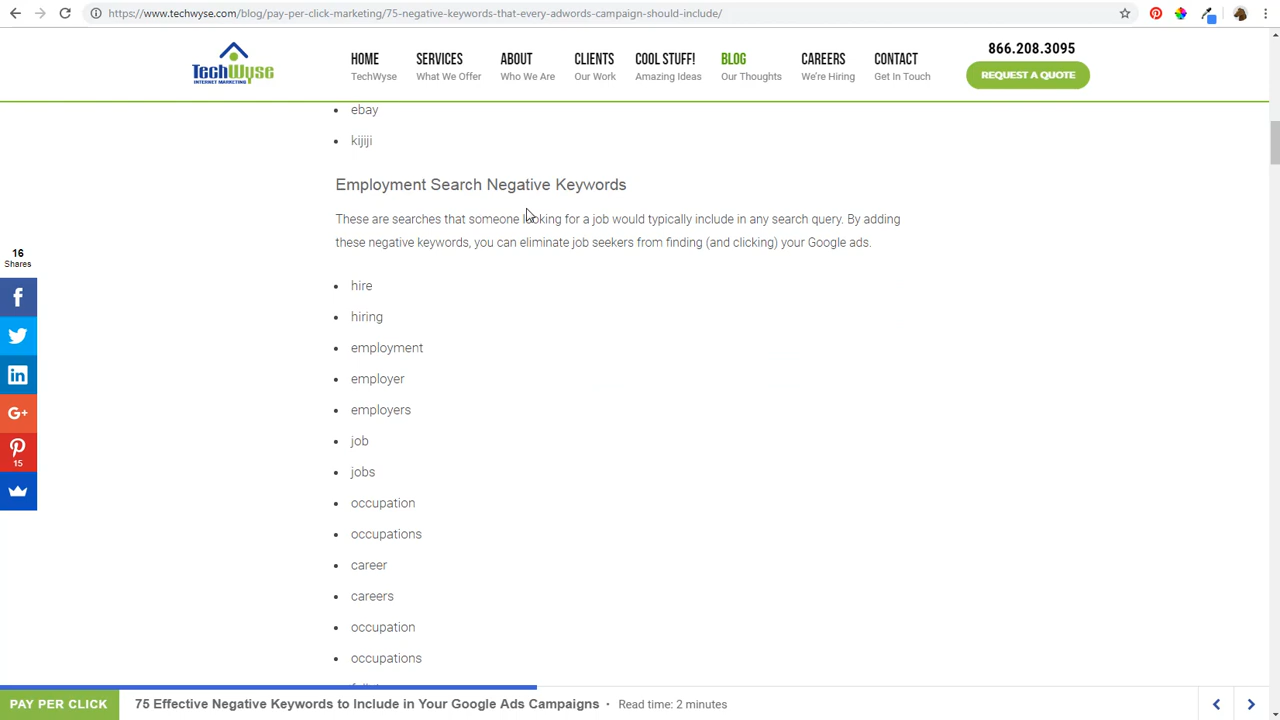 https://www.techwyse.com/blog/pay-per-click-marketing/75-negative-keywords-that-every-adwords-campaign-should-include/
TechWyse
INTERNET MARKETING
HOME
TechWyse
SERVICES
What We Offer
ABOUT
Who We Are
CLIENTS
Our Work
COOL STUFF!
Amazing Ideas
BLOG
Our Thoughts
CAREERS
We're Hiring
CONTACT
Get In Touch
866.208.3095
REQUEST A QUOTE
• ebay
• kijiji
Employment Search Negative Keywords
These are searches that someone looking for a job would typically include in any search query. By adding
these negative keywords, you can eliminate job seekers from finding (and clicking) your Google ads.
• hire
• hiring
• employment
• employer
• employers
• job
• jobs
• occupation
• occupations
• career
• careers
• occupation
• occupations
16
Shares
G+
15
PAY PER CLICK
75 Effective Negative Keywords to Include in Your Google Ads Campaigns • Read time: 2 minutes